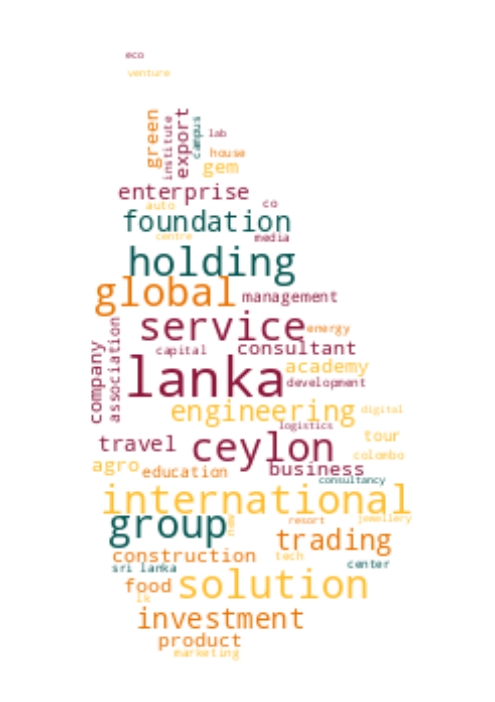 eco
venture
green
institute
export
campus
lab
house
gem
enterprise
co
auto
foundation
centre
media
holding
global
management
service
energy
company
association
capital
consultant
lanka
academy
development
engineering
digital
logistics
travel
ceylon
tour
colombo
agro
education
business
consultancy
international
group
new
resort
jewellery
trading
construction
tech
sri lanka
center
food
solution
lk
investment
product
marketing